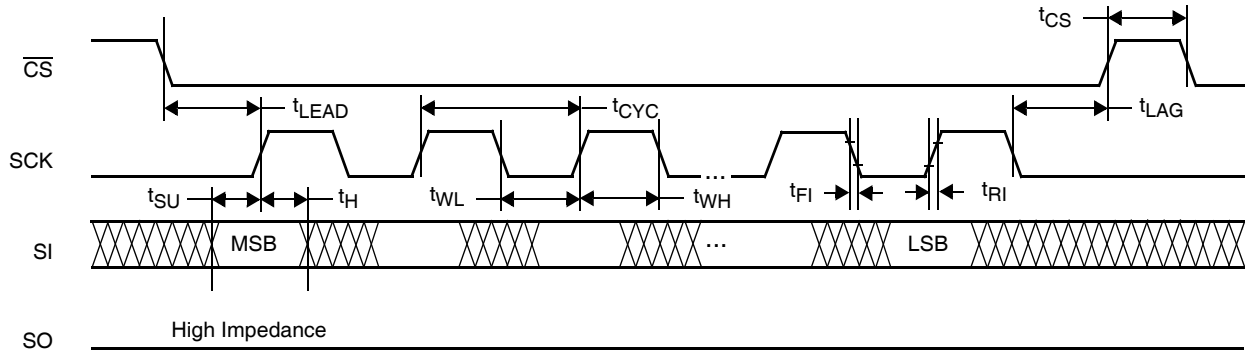 tCS
CS
tLEAD
tCYC
tLAG
SCK
...
tSU
tH
tWL
tWH
tFI
tRI
SI
MSB
...
LSB
High Impedance
SO